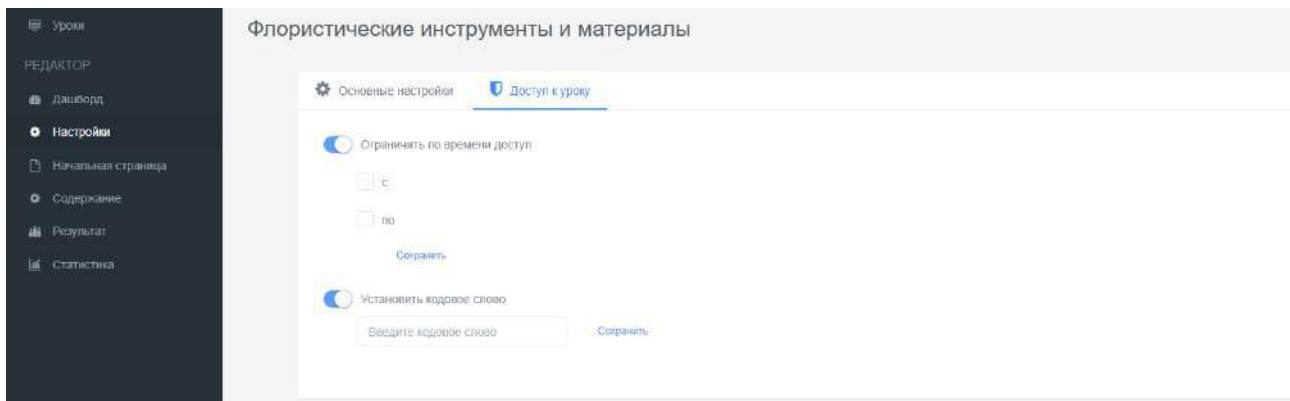 Уроки
РЕДАКТОР
Дашборд
Настройки
Начальная страница
Содержание
Результат
Статистика
Флористические инструменты и материалы
Основные настройки Доступ к уроку
Ограничить по времени доступ
с
по
Сохранить
Установить кодовое слово
Введите кодовое слово Сохранить